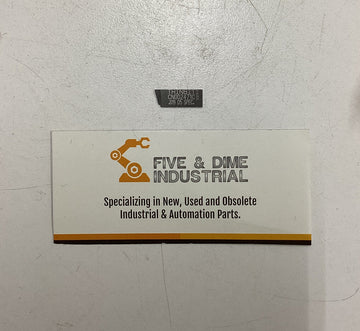 FIVE & DIME
INDUSTRIAL
Specializing in New, Used and Obsolete
Industrial & Automation Parts.